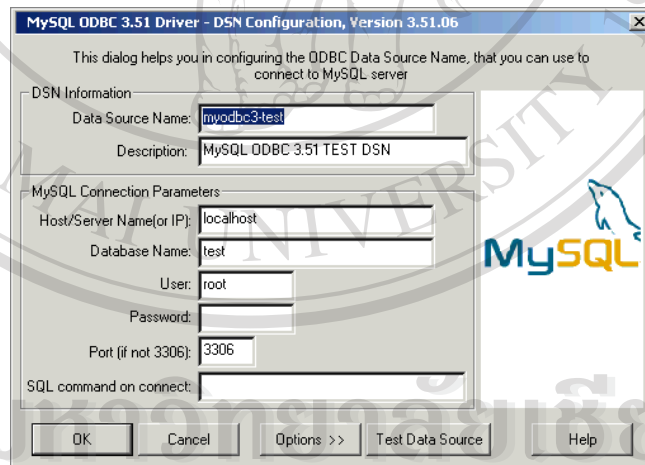 MySQL ODBC 3.51 Driver - DSN Configuration, Version 3.51.06
This dialog helps you in configuring the ODBC Data Source Name, that you can use to
connect to MySQL server
DSN Information
Data Source Name: myodbc3-test
Description: MySQL ODBC 3.51 TEST DSN
MySQL Connection Parameters
Host/Server Name(or IP): localhost
Database Name: test
User: root
Password:
Port (if not 3306): 3306
SQL command on connect:
MySQL
OK Cancel Options >> Test Data Source Help
MAI UNIVERSITY